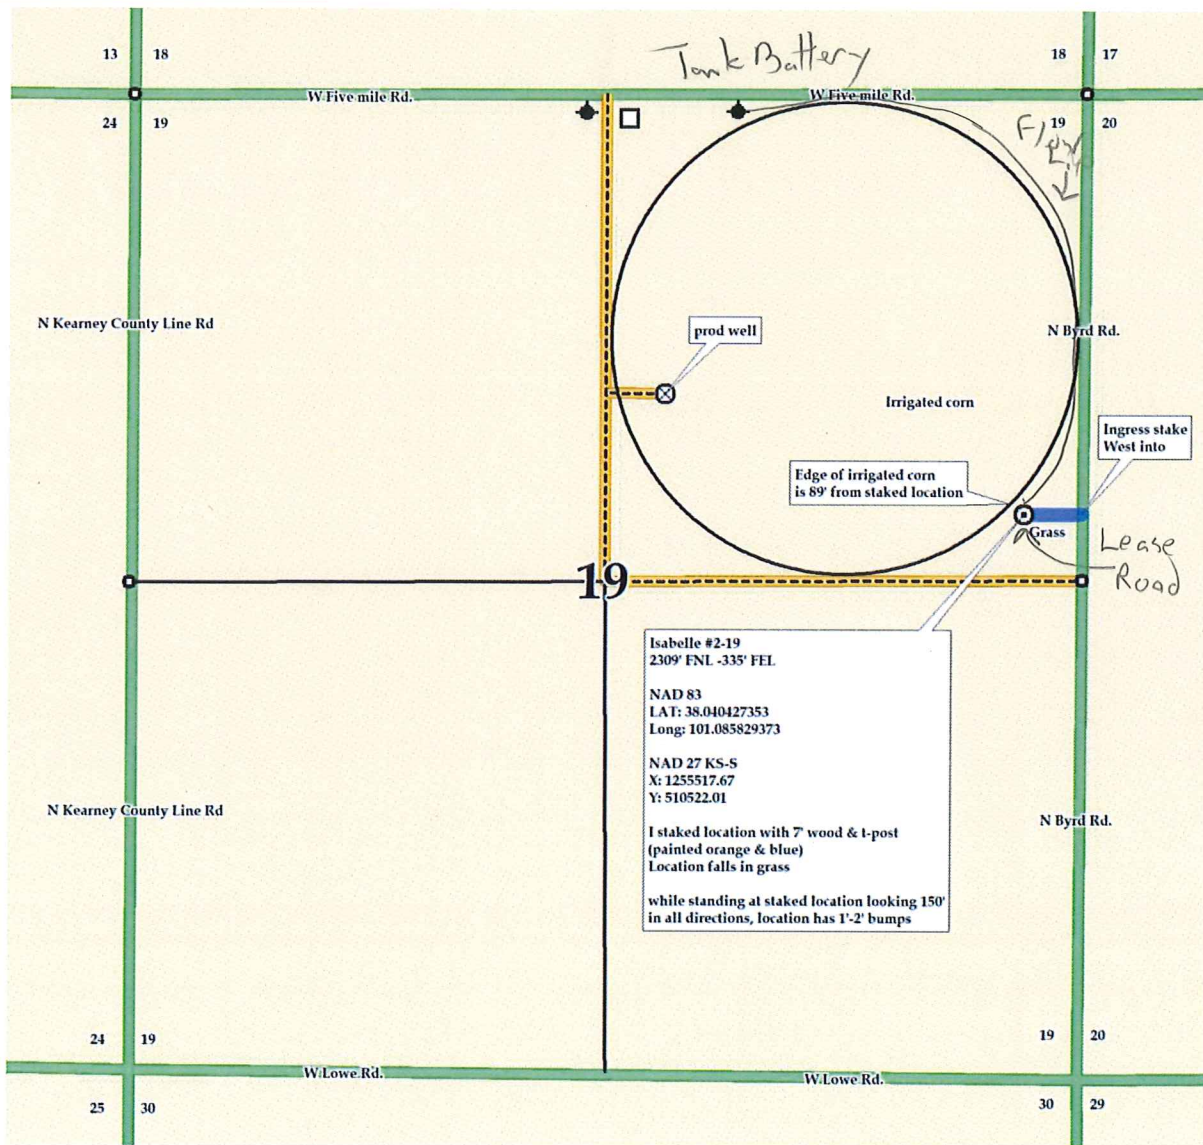 Tank Battery
13 18
18 17
W Five mile Rd.
W Five mile Rd.
24 19
19 20
Flow
Line
N Kearney County Line Rd
prod well
N Byrd Rd.
Irrigated corn
Ingress stake
West into
Edge of irrigated corn
is 89' from staked location
Grass
Lease
Road
19
Isabelle #2-19
2309' FNL -335' FEL
NAD 83
LAT: 38.040427353
Long: 101.085829373
NAD 27 KS-S
X: 1255517.67
Y: 510522.01
I staked location with 7' wood & t-post
(painted orange & blue)
Location falls in grass
while standing at staked location looking 150'
in all directions, location has 1'-2' bumps
N Kearney County Line Rd
N Byrd Rd.
24 19
19 20
W Lowe Rd.
W Lowe Rd.
25 30
30 29